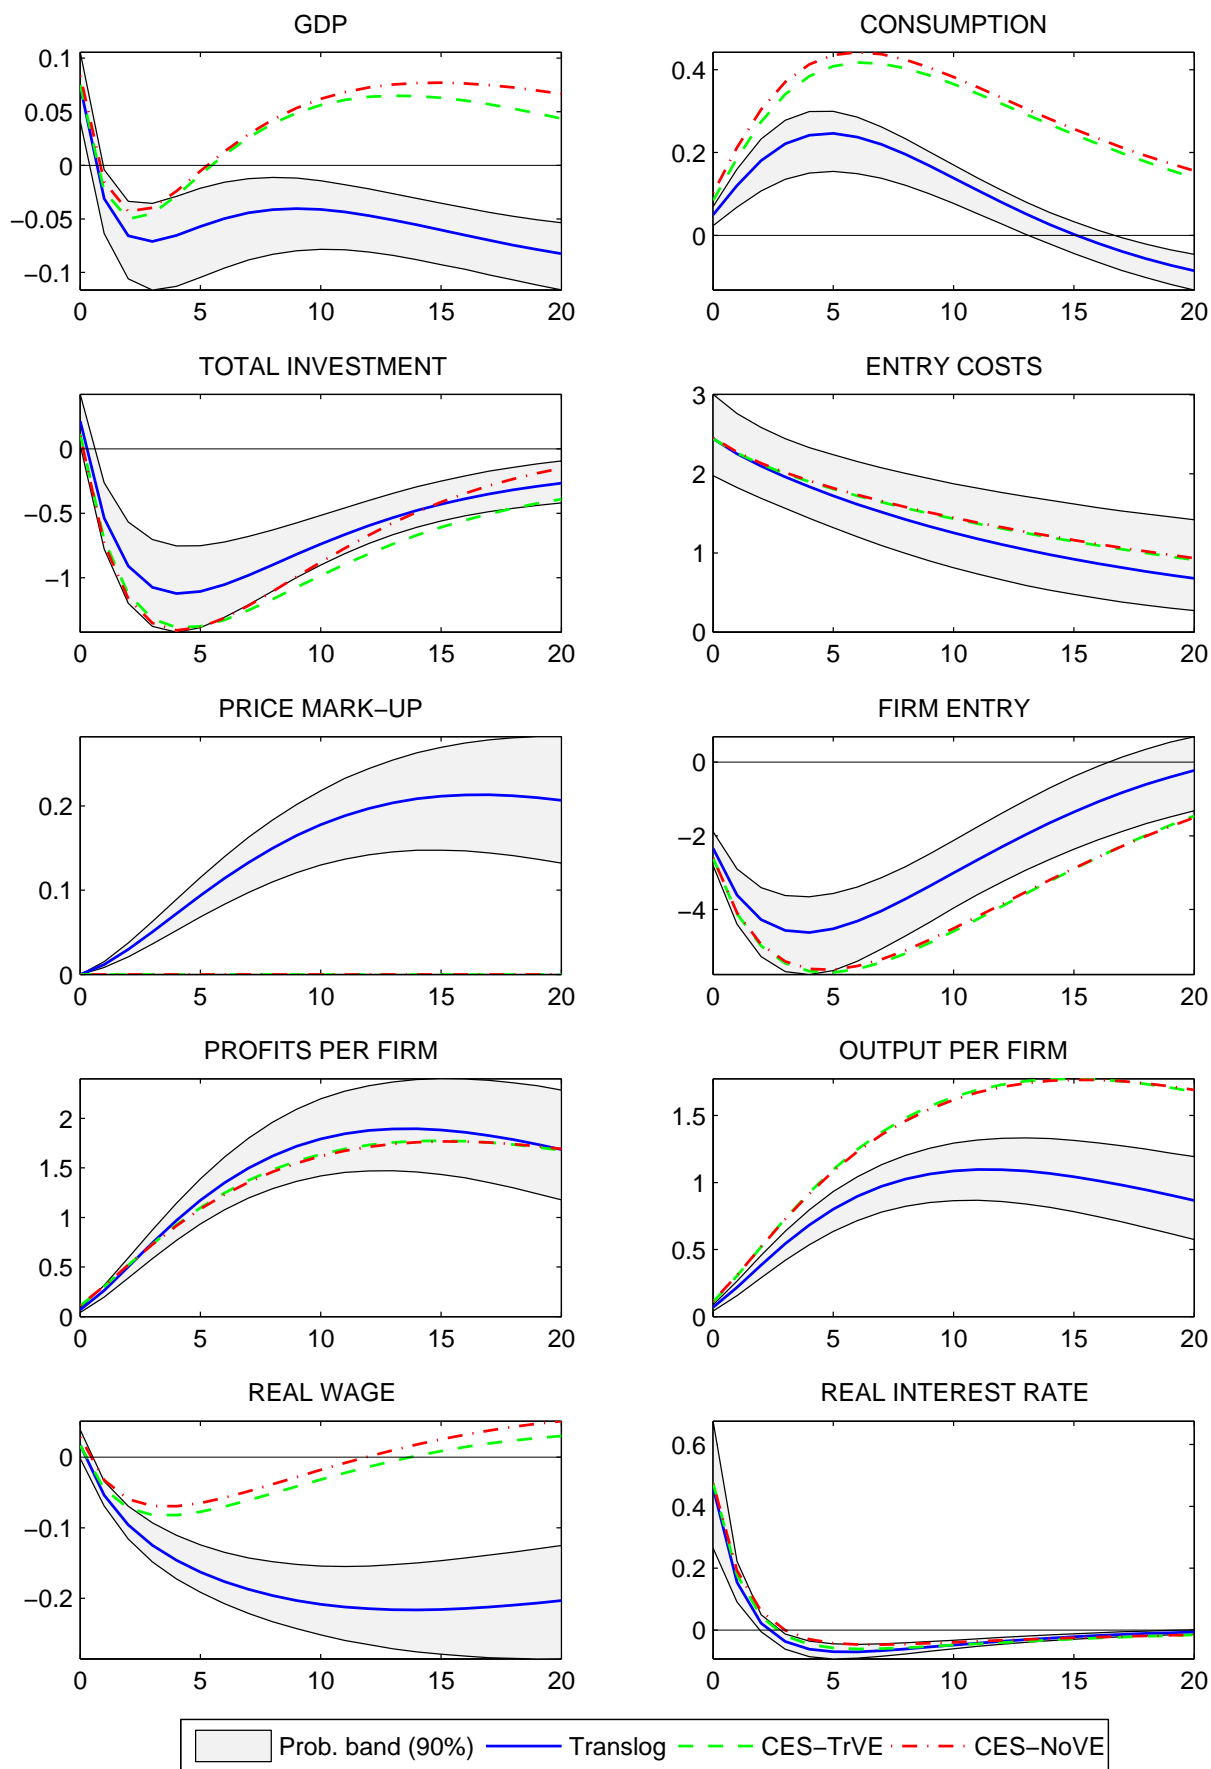 GDP
CONSUMPTION
0.1
0.05
0
−0.05
−0.1
0 5 10 15 20
0.4
0.2
0
0 5 10 15 20
TOTAL INVESTMENT
ENTRY COSTS
0
−0.5
−1
0 5 10 15 20
3
2
1
0
0 5 10 15 20
PRICE MARK−UP
FIRM ENTRY
0.2
0.1
0
0 5 10 15 20
0
−2
−4
0 5 10 15 20
PROFITS PER FIRM
OUTPUT PER FIRM
2
1.5
1
0.5
0
0 5 10 15 20
1.5
1
0.5
0
0 5 10 15 20
REAL WAGE
REAL INTEREST RATE
0
−0.1
−0.2
0 5 10 15 20
0.6
0.4
0.2
0
0 5 10 15 20
Prob. band (90%) Translog CES−TrVE CES−NoVE